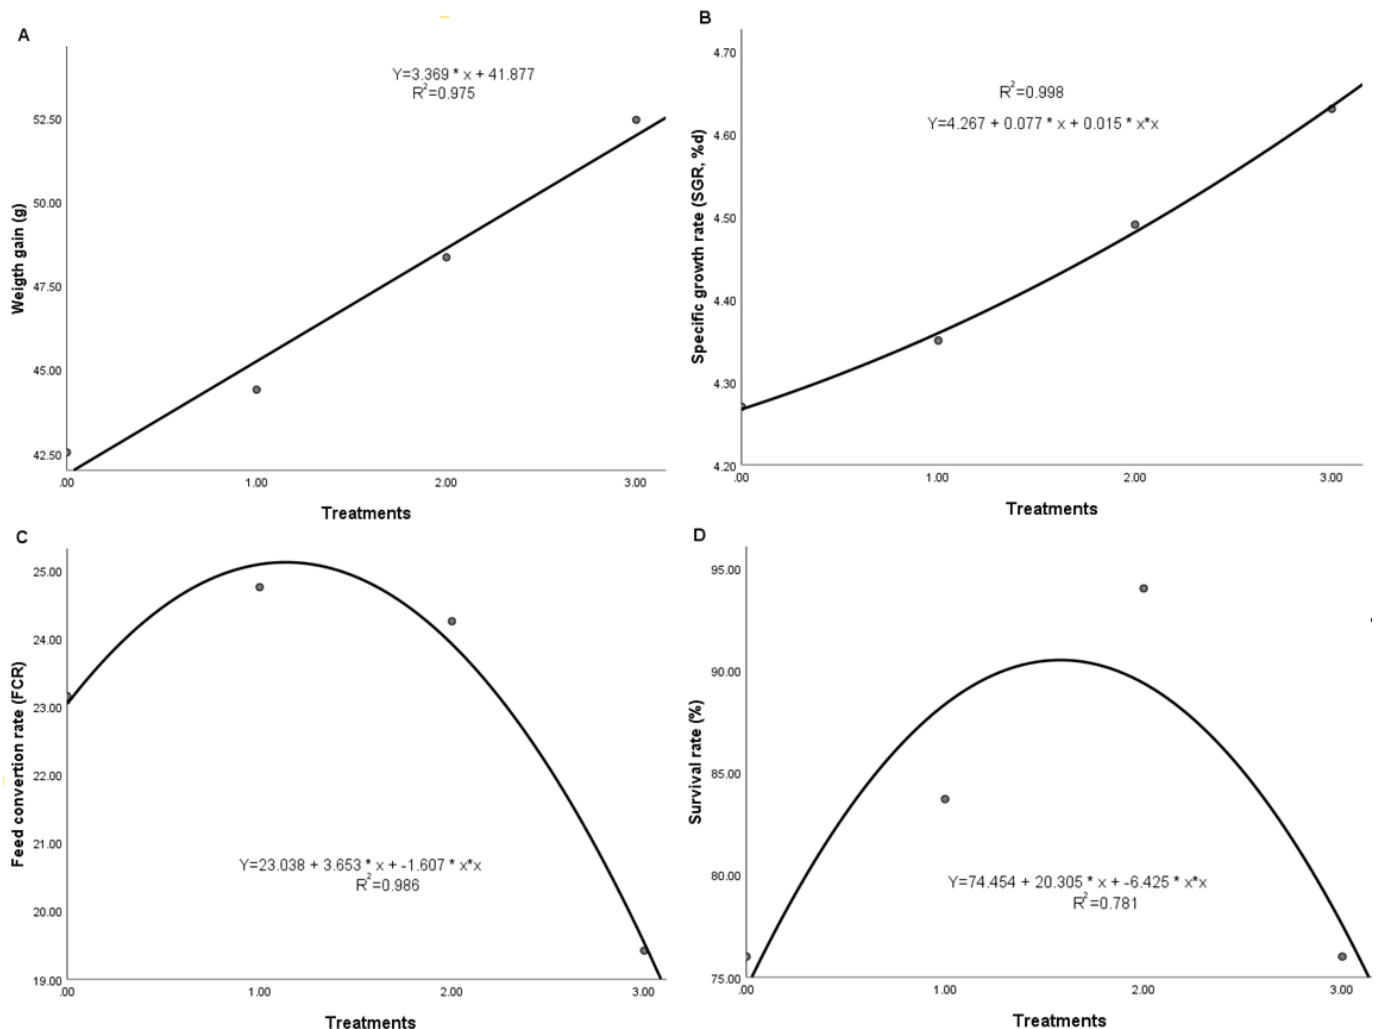 A
Y=3.369 * x + 41.877
R²=0.975
52.50
50.00
47.50
45.00
42.50
.00
1.00
2.00
3.00
Weigth gain (g)
Treatments
B
R²=0.998
Y=4.267 + 0.077 * x + 0.015 * x*x
4.70
4.60
4.50
4.40
4.30
4.20
.00
1.00
2.00
3.00
Specific growth rate (SGR, %d)
Treatments
C
25.00
24.00
23.00
22.00
21.00
20.00
19.00
.00
1.00
2.00
3.00
Feed convertion rate (FCR)
Y=23.038 + 3.653 * x + -1.607 * x*x
R²=0.986
Treatments
D
95.00
90.00
85.00
80.00
75.00
.00
1.00
2.00
3.00
Survival rate (%)
Y=74.454 + 20.305 * x + -6.425 * x*x
R²=0.781
Treatments